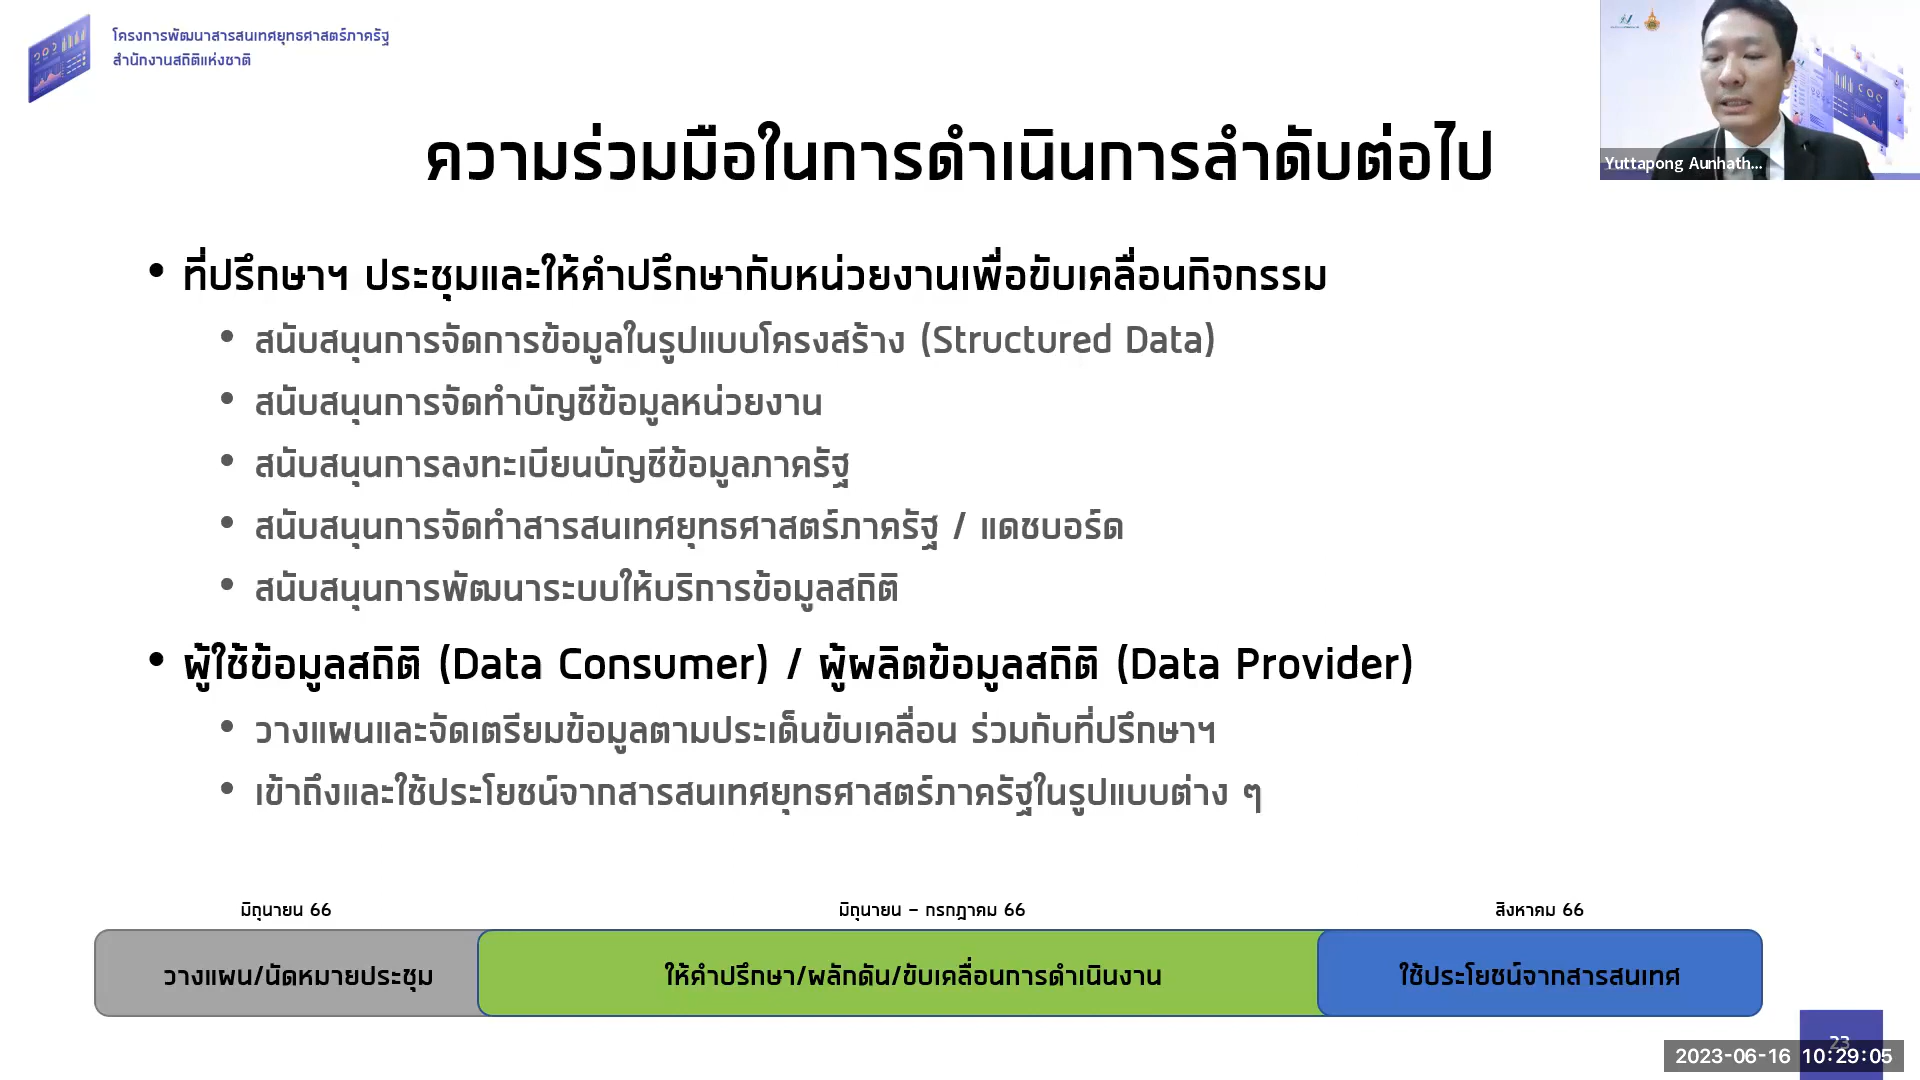 โครงการพัฒนาสารสนเทศยุทธศาสตร์ภาครัฐ
สำนักงานสถิติแห่งชาติ
Yuttapong Aunhath...
ความร่วมมือในการดำเนินการลำดับต่อไป
• ที่ปรึกษาฯ ประชุมและให้คำปรึกษากับหน่วยงานเพื่อขับเคลื่อนกิจกรรม
• สนับสนุนการจัดการข้อมูลในรูปแบบโครงสร้าง (Structured Data)
• สนับสนุนการจัดทำบัญชีข้อมูลหน่วยงาน
• สนับสนุนการลงทะเบียนบัญชีข้อมูลภาครัฐ
• สนับสนุนการจัดทำสารสนเทศยุทธศาสตร์ภาครัฐ / แดชบอร์ด
• สนับสนุนการพัฒนาระบบให้บริการข้อมูลสถิติ
• ผู้ใช้ข้อมูลสถิติ (Data Consumer) / ผู้ผลิตข้อมูลสถิติ (Data Provider)
• วางแผนและจัดเตรียมข้อมูลตามประเด็นขับเคลื่อน ร่วมกับที่ปรึกษาฯ
• เข้าถึงและใช้ประโยชน์จากสารสนเทศยุทธศาสตร์ภาครัฐในรูปแบบต่าง ๆ
มิถุนายน 66
มิถุนายน – กรกฎาคม 66
สิงหาคม 66
วางแผน/นัดหมายประชุม
ให้คำปรึกษา/ผลักดัน/ขับเคลื่อนการดำเนินงาน
ใช้ประโยชน์จากสารสนเทศ
23
2023-06-16 10:29:05